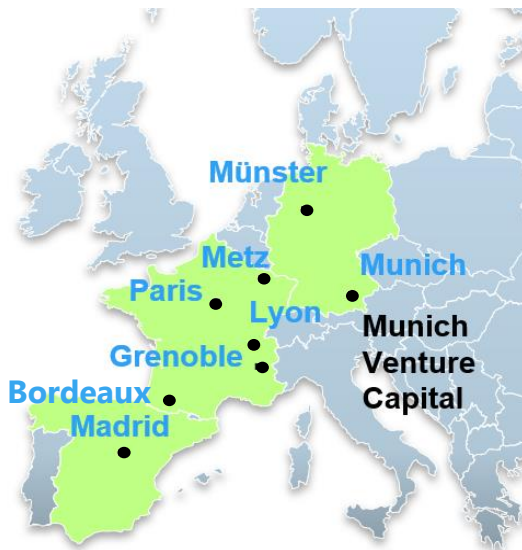 Münster
Metz
Munich
Paris
Lyon
Munich
Venture
Capital
Grenoble
Bordeaux
Madrid